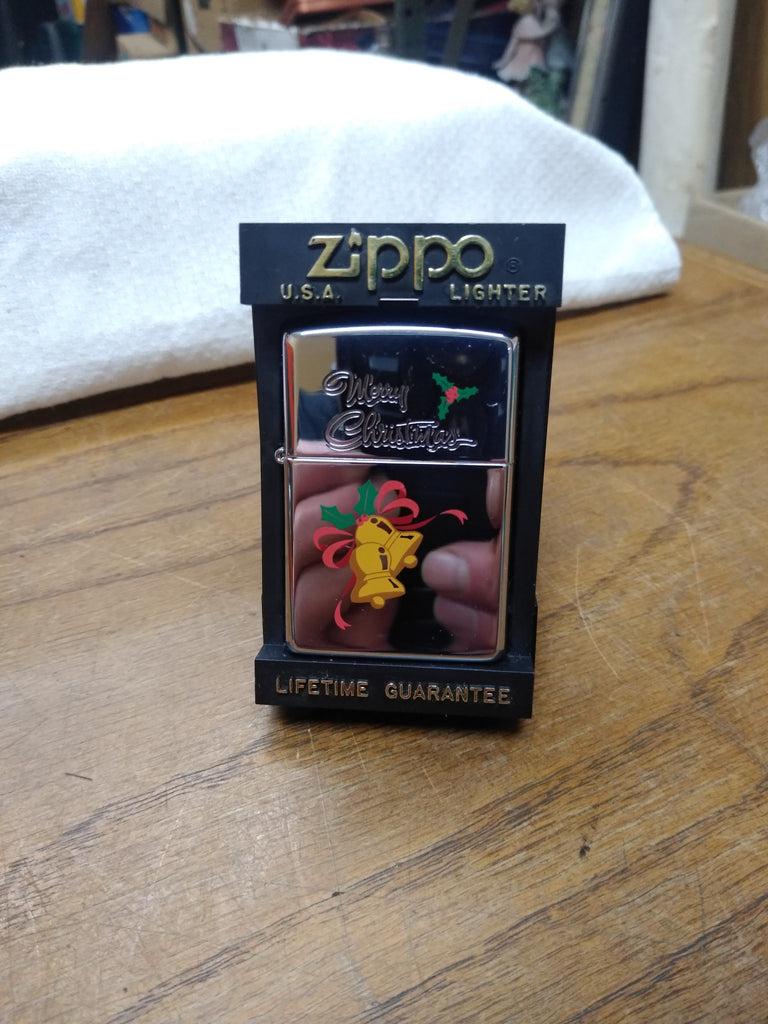 Zippo ®
U.S.A. LIGHTER
Merry
Christmas
LIFETIME GUARANTEE